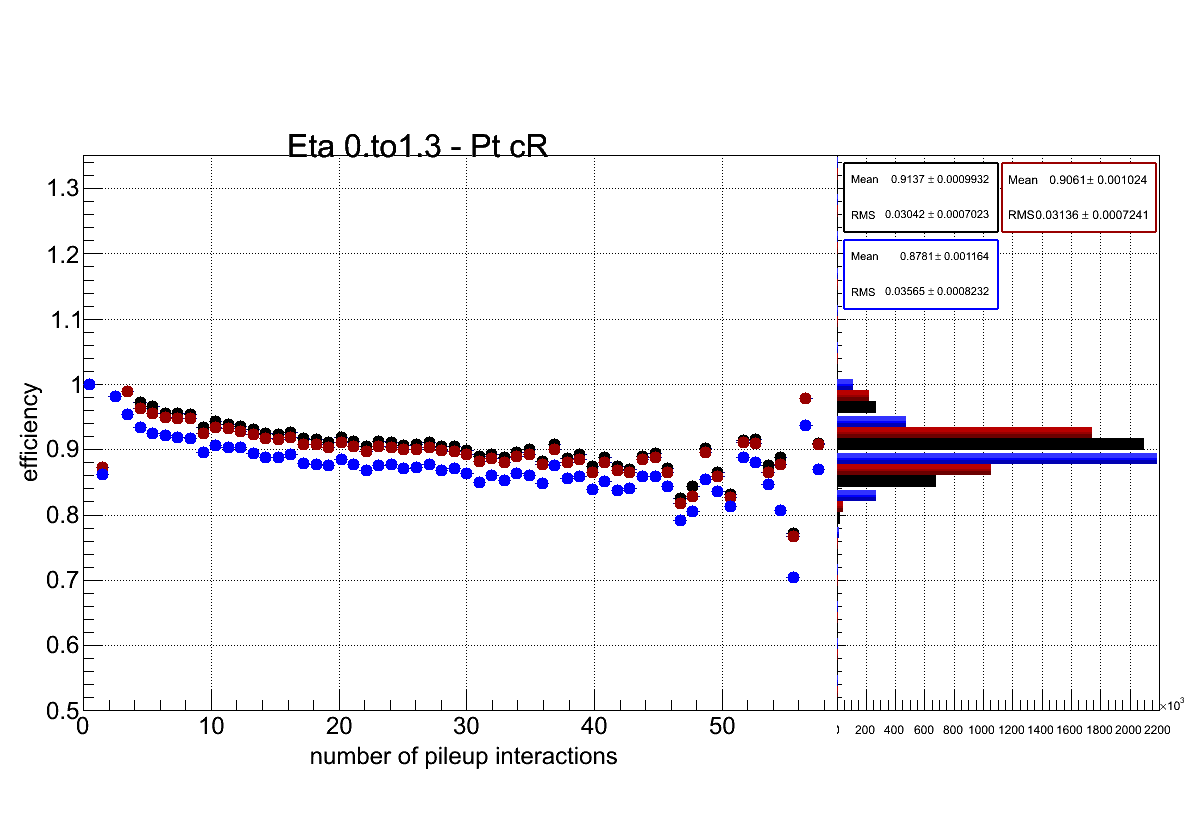 Eta 0.to1.3 - Pt cR
Mean 0.9137 ± 0.0009932
RMS 0.03042 ± 0.0007023
Mean 0.9061± 0.001024
RMS0.03136 ± 0.0007241
Mean 0.8781± 0.001164
RMS 0.03565 ± 0.0008232
efficiency
1.3
1.2
1.1
1
0.9
0.8
0.7
0.6
0.5
0 10 20 30 40 50
number of pileup interactions
200 400 600 800 1000 1200 1400 1600 1800 2000 2200
×10³